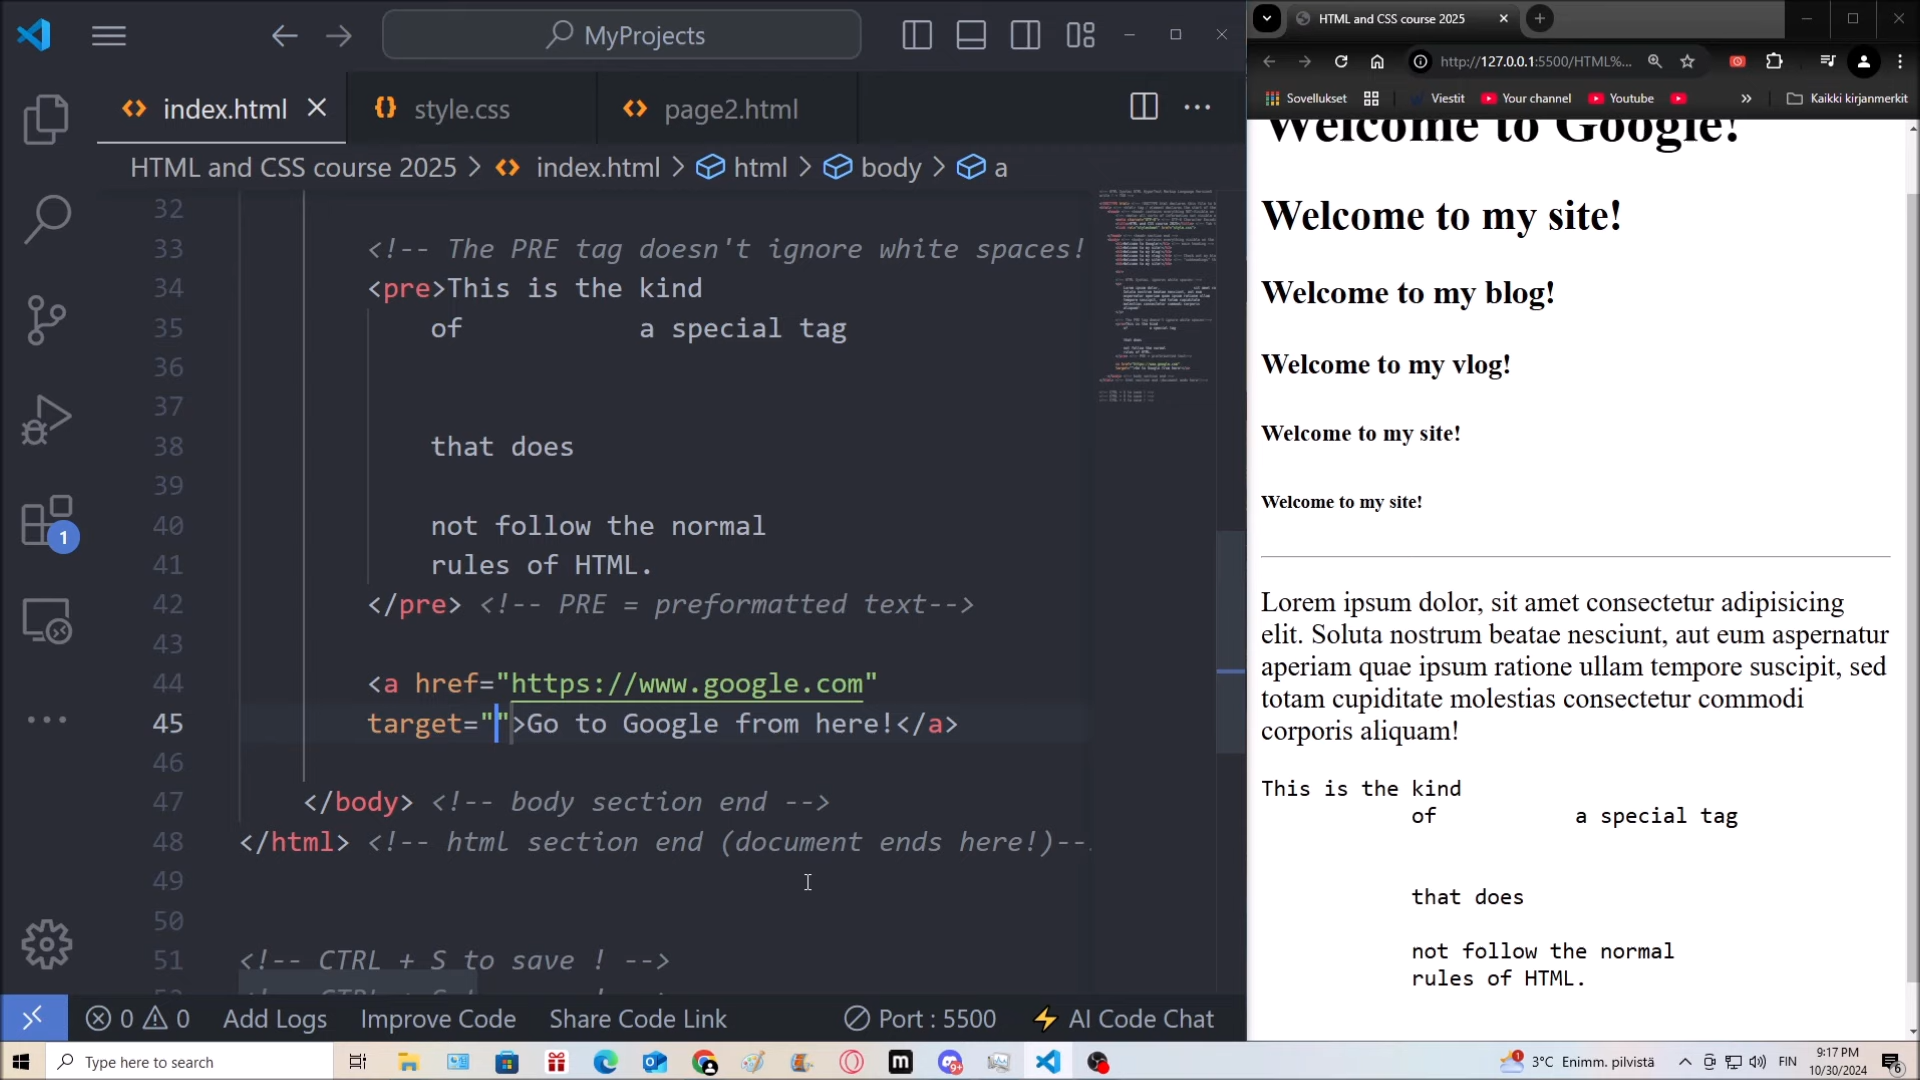 MyProjects
index.html
style.css
page2.html
HTML and CSS course 2025 > index.html > html > body > a
32
33 <!-- The PRE tag doesn't ignore white spaces!
34 <pre>This is the kind
35 of a special tag
36
37
38 that does
39
40 not follow the normal
41 rules of HTML.
42 </pre> <!-- PRE = preformatted text-->
43
44 <a href="https://www.google.com"
45 target="">Go to Google from here!</a>
46
47 </body> <!-- body section end -->
48 </html> <!-- html section end (document ends here!)--
49
50
51 <!-- CTRL + S to save ! -->
1
0 0 Add Logs Improve Code Share Code Link Port : 5500 AI Code Chat
HTML and CSS course 2025
http://127.0.0.1:5500/HTML%...
Sovellukset Viestit Your channel Youtube » Kaikki kirjanmerkit
Welcome to Google!
Welcome to my site!
Welcome to my blog!
Welcome to my vlog!
Welcome to my site!
Welcome to my site!
Lorem ipsum dolor, sit amet consectetur adipisicing
elit. Soluta nostrum beatae nesciunt, aut eum aspernatur
aperiam quae ipsum ratione ullam tempore suscipit, sed
totam cupiditate molestias consectetur commodi
corporis aliquam!
This is the kind
of a special tag
that does
not follow the normal
rules of HTML.
Type here to search
3°C Enimm. pilvistä
FIN
9:17 PM
10/30/2024
6